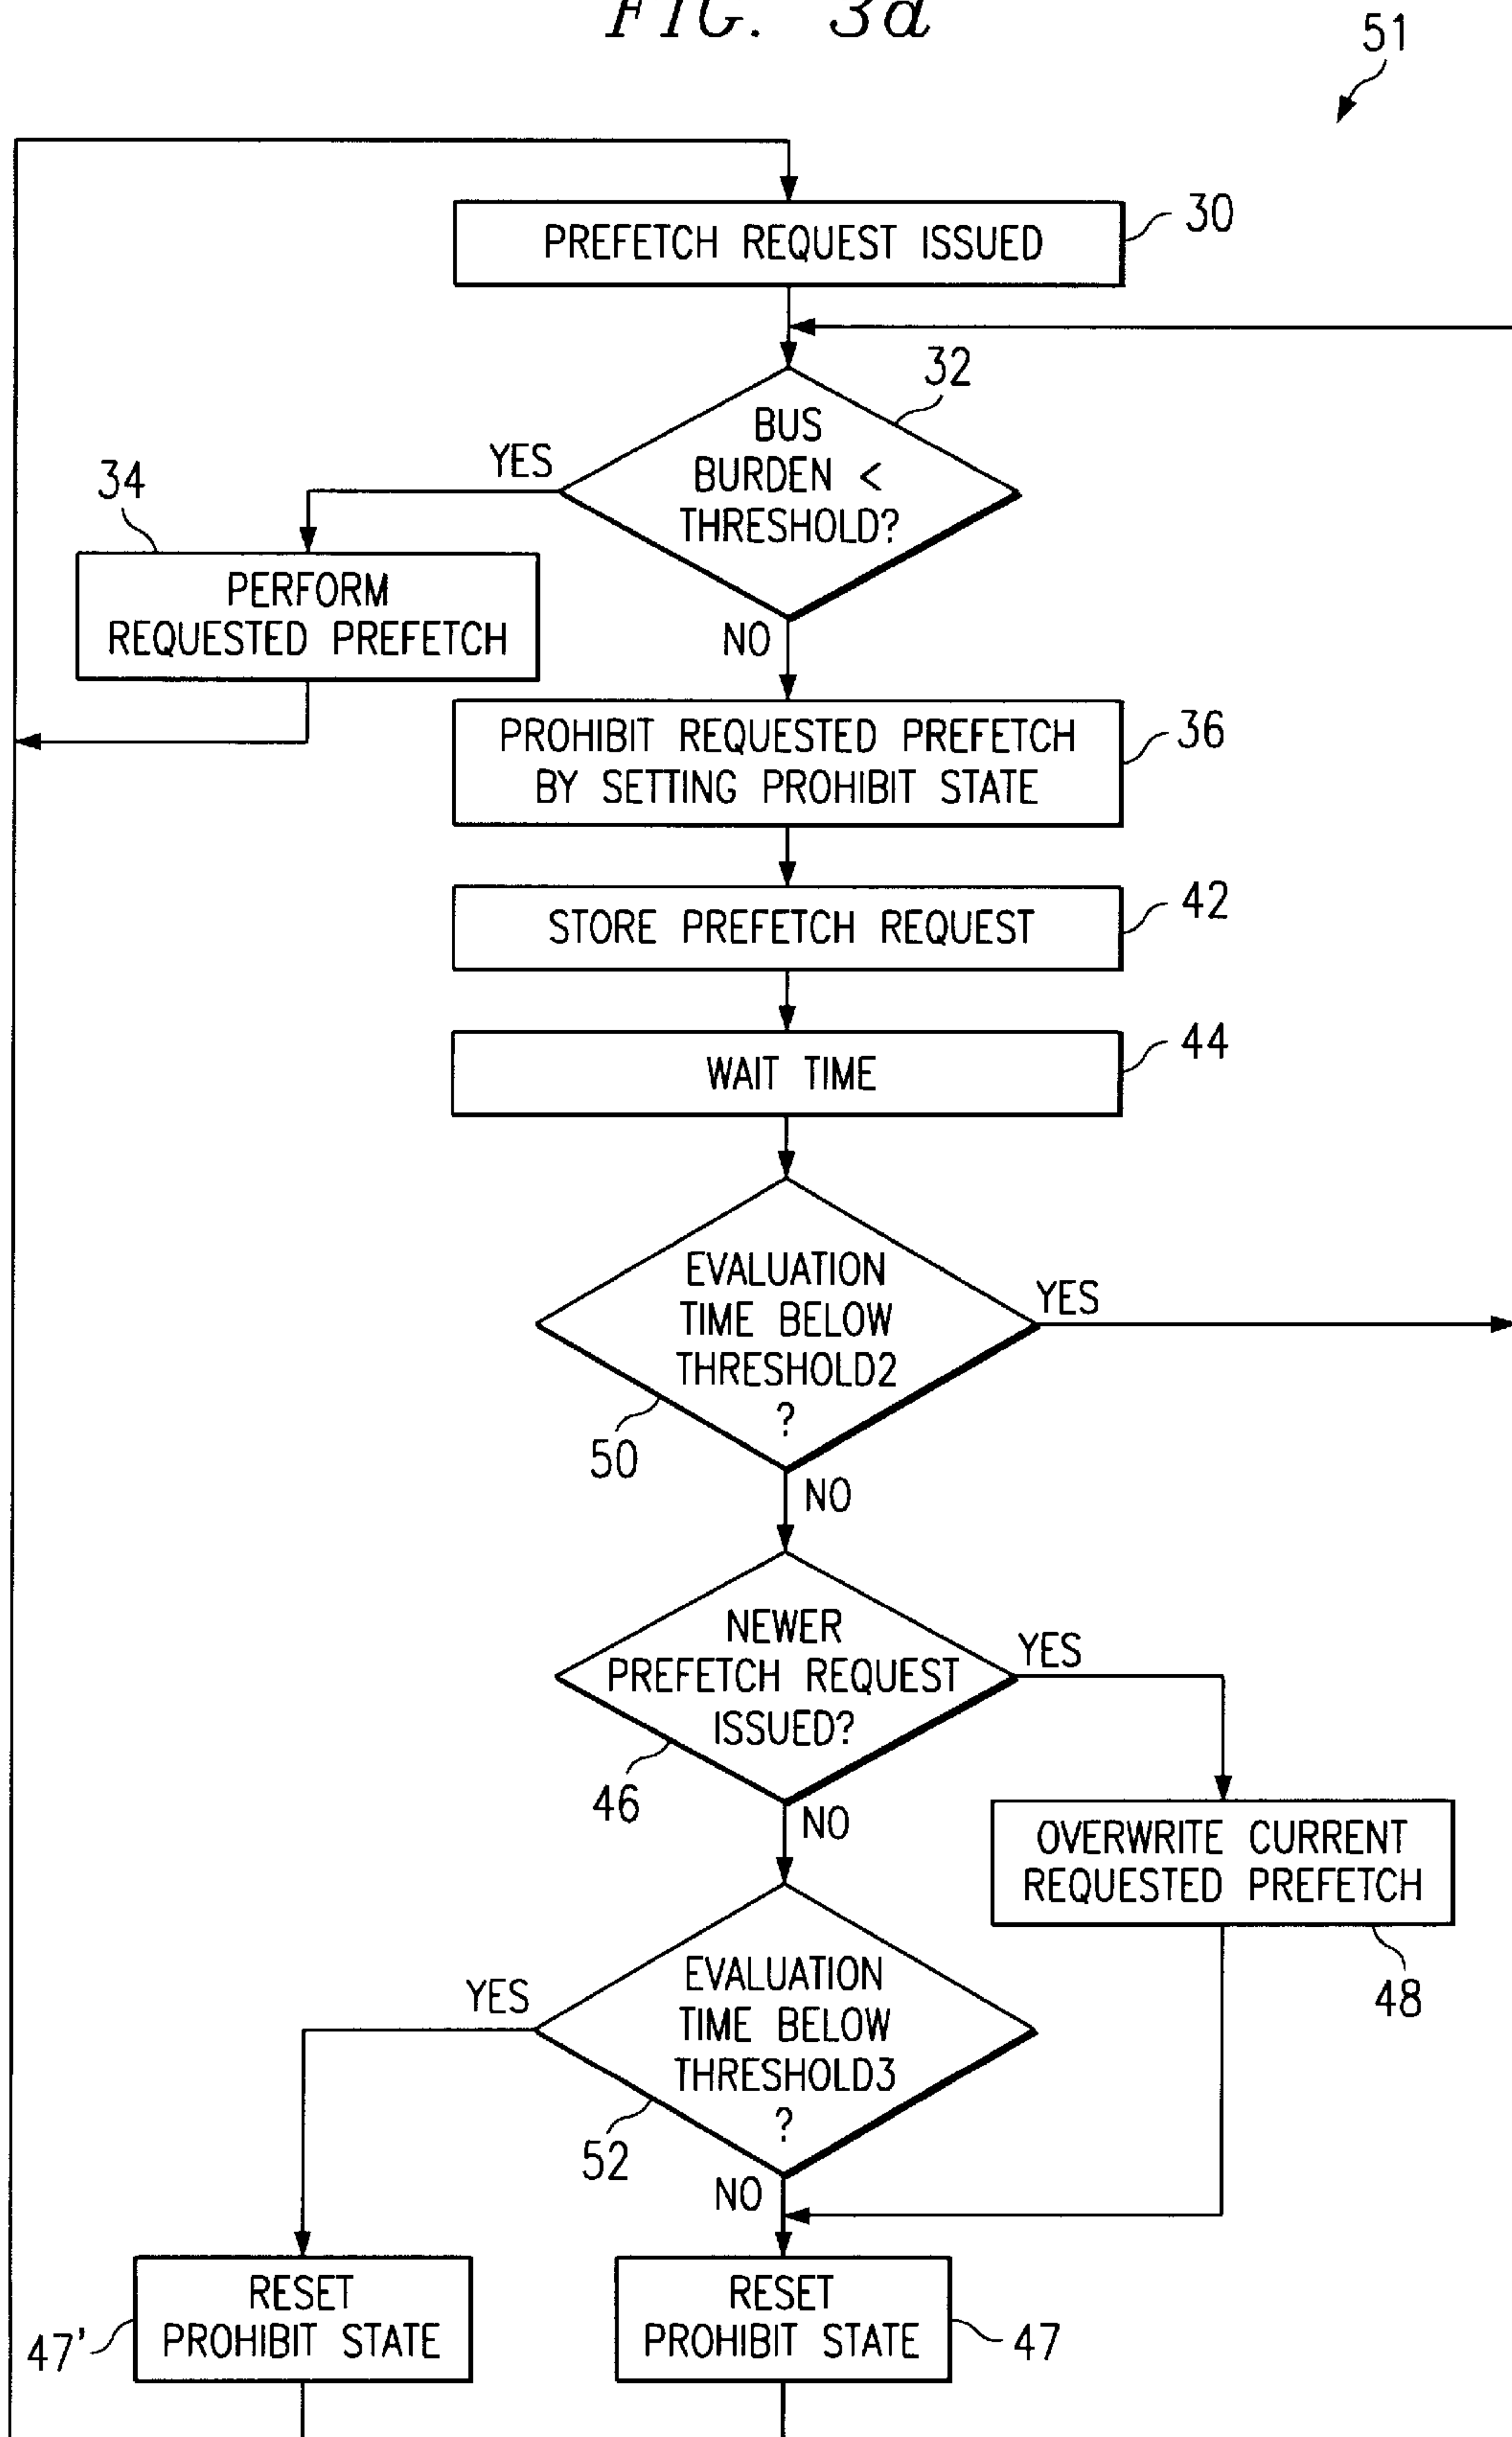 FIG. 3d
51
PREFETCH REQUEST ISSUED
30
32
BUS
BURDEN <
THRESHOLD?
YES
34
PERFORM
REQUESTED PREFETCH
NO
PROHIBIT REQUESTED PREFETCH
BY SETTING PROHIBIT STATE
36
STORE PREFETCH REQUEST
42
WAIT TIME
44
EVALUATION
TIME BELOW
THRESHOLD2
?
YES
50
NO
NEWER
PREFETCH REQUEST
ISSUED?
YES
46
NO
OVERWRITE CURRENT
REQUESTED PREFETCH
48
EVALUATION
TIME BELOW
THRESHOLD3
?
YES
52
NO
RESET
PROHIBIT STATE
47'
RESET
PROHIBIT STATE
47